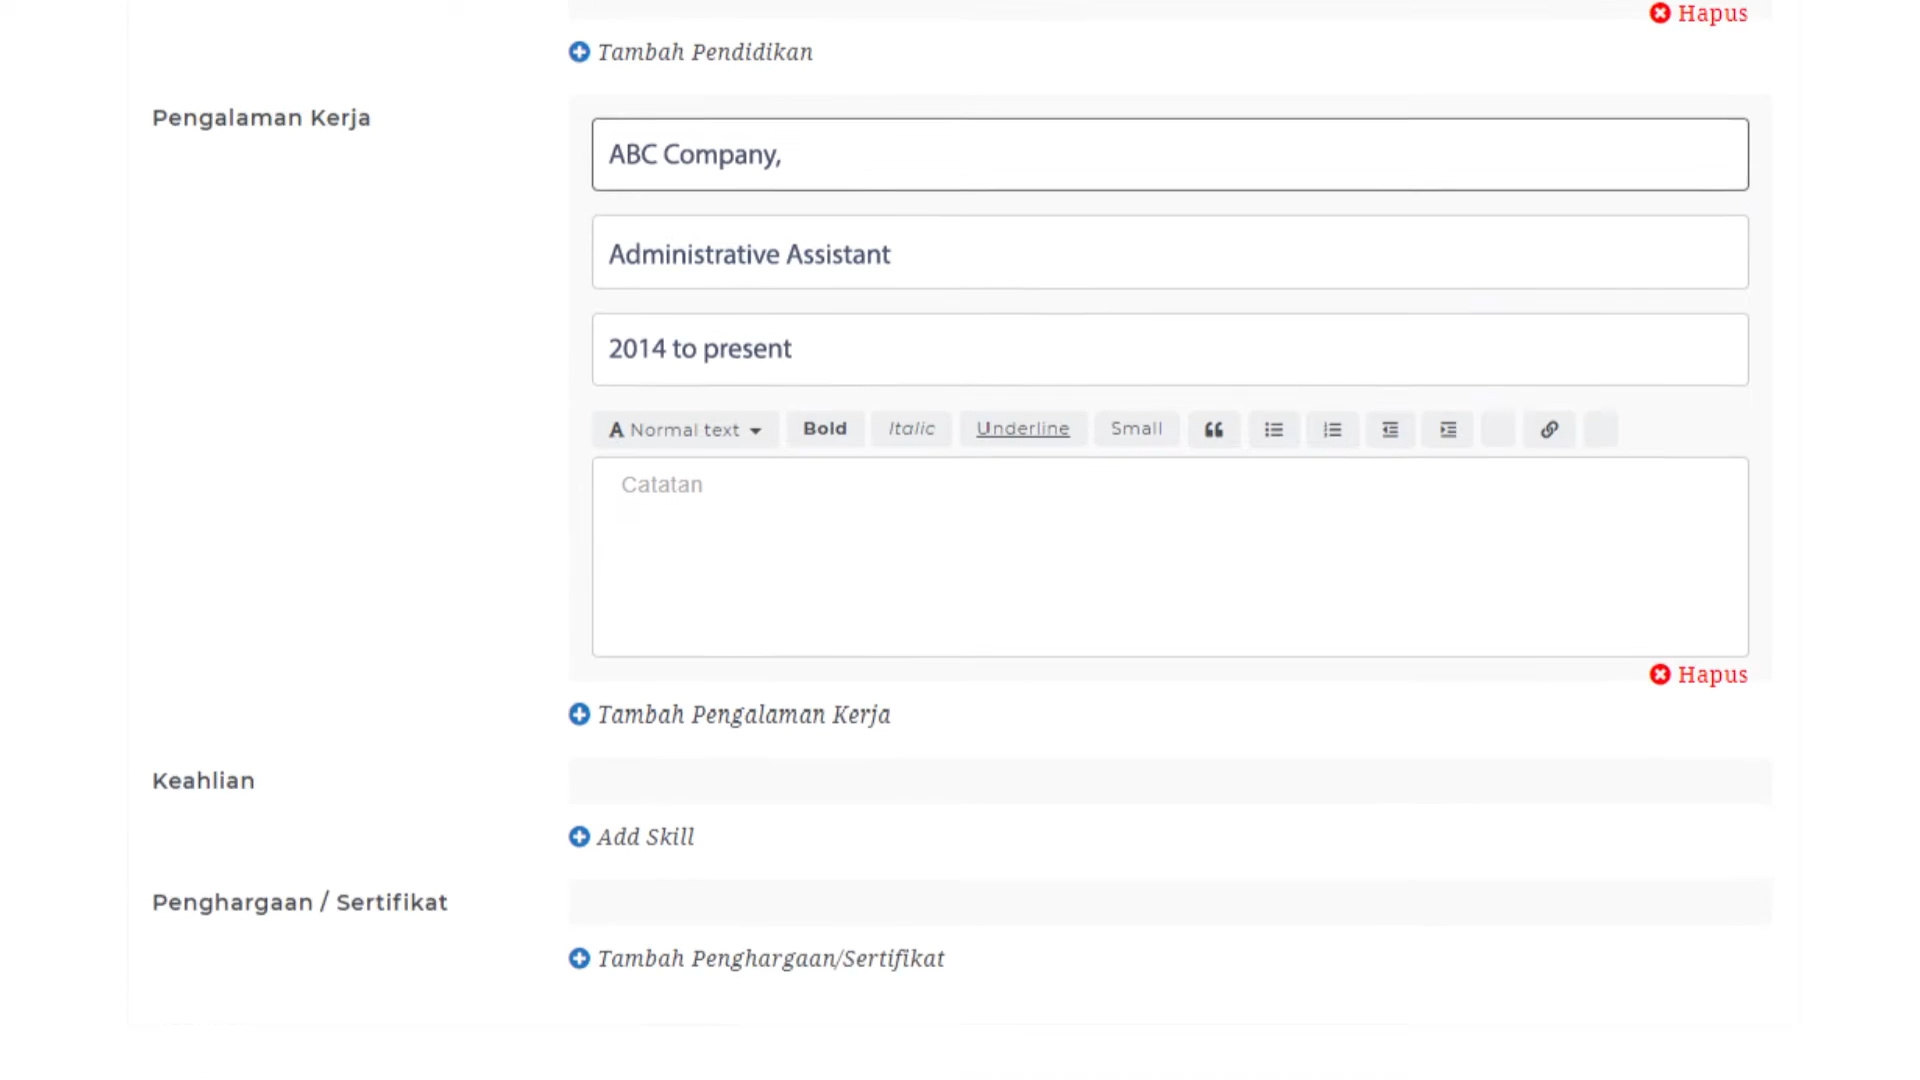 Hapus
Tambah Pendidikan
Pengalaman Kerja
ABC Company,
Administrative Assistant
2014 to present
A Normal text Bold Italic Underline Small
Catatan
Hapus
Tambah Pengalaman Kerja
Keahlian
Add Skill
Penghargaan / Sertifikat
Tambah Penghargaan/Sertifikat